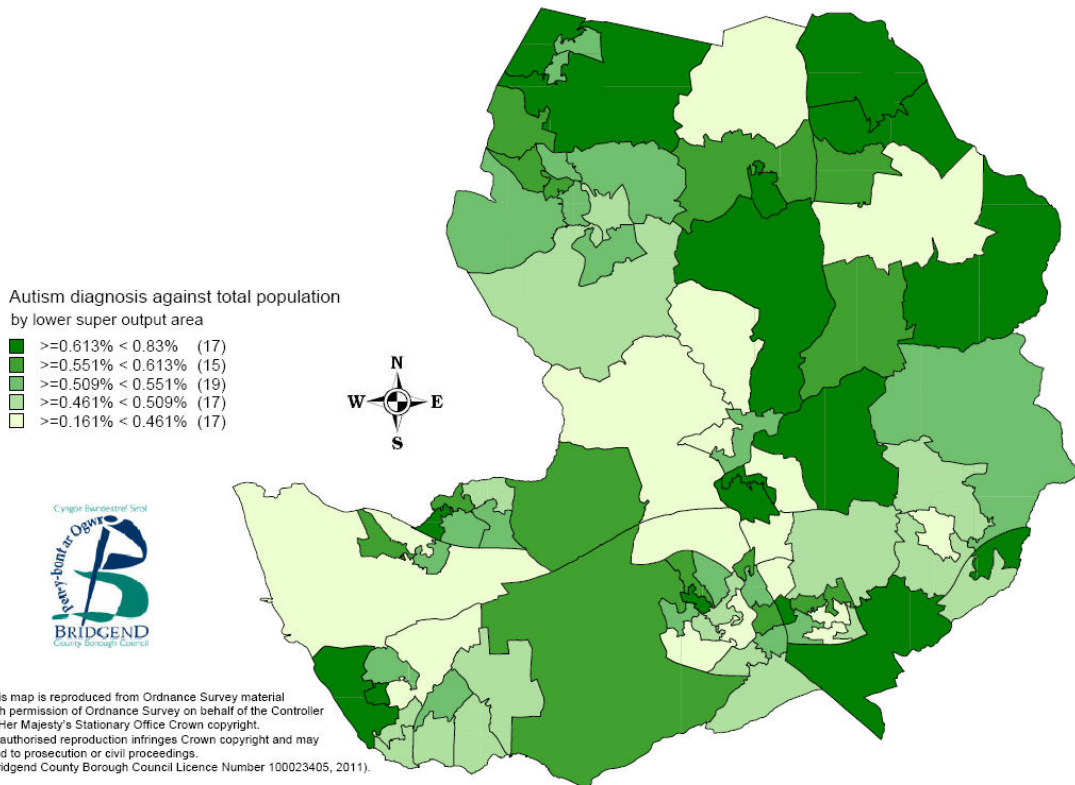 Autism diagnosis against total population
by lower super output area
>=0.613% < 0.83% (17)
>=0.551% < 0.613% (15)
>=0.509% < 0.551% (19)
>=0.461% < 0.509% (17)
>=0.161% < 0.461% (17)
N
W E
S
Cyngor Bwrdeistref Sirol
Pen-y-bont ar Ogwr
BRIDGEND
County Borough Council
is map is reproduced from Ordnance Survey material
h permission of Ordnance Survey on behalf of the Controller
Her Majesty's Stationary Office Crown copyright.
authorised reproduction infringes Crown copyright and may
d to prosecution or civil proceedings.
idgend County Borough Council Licence Number 100023405, 2011).